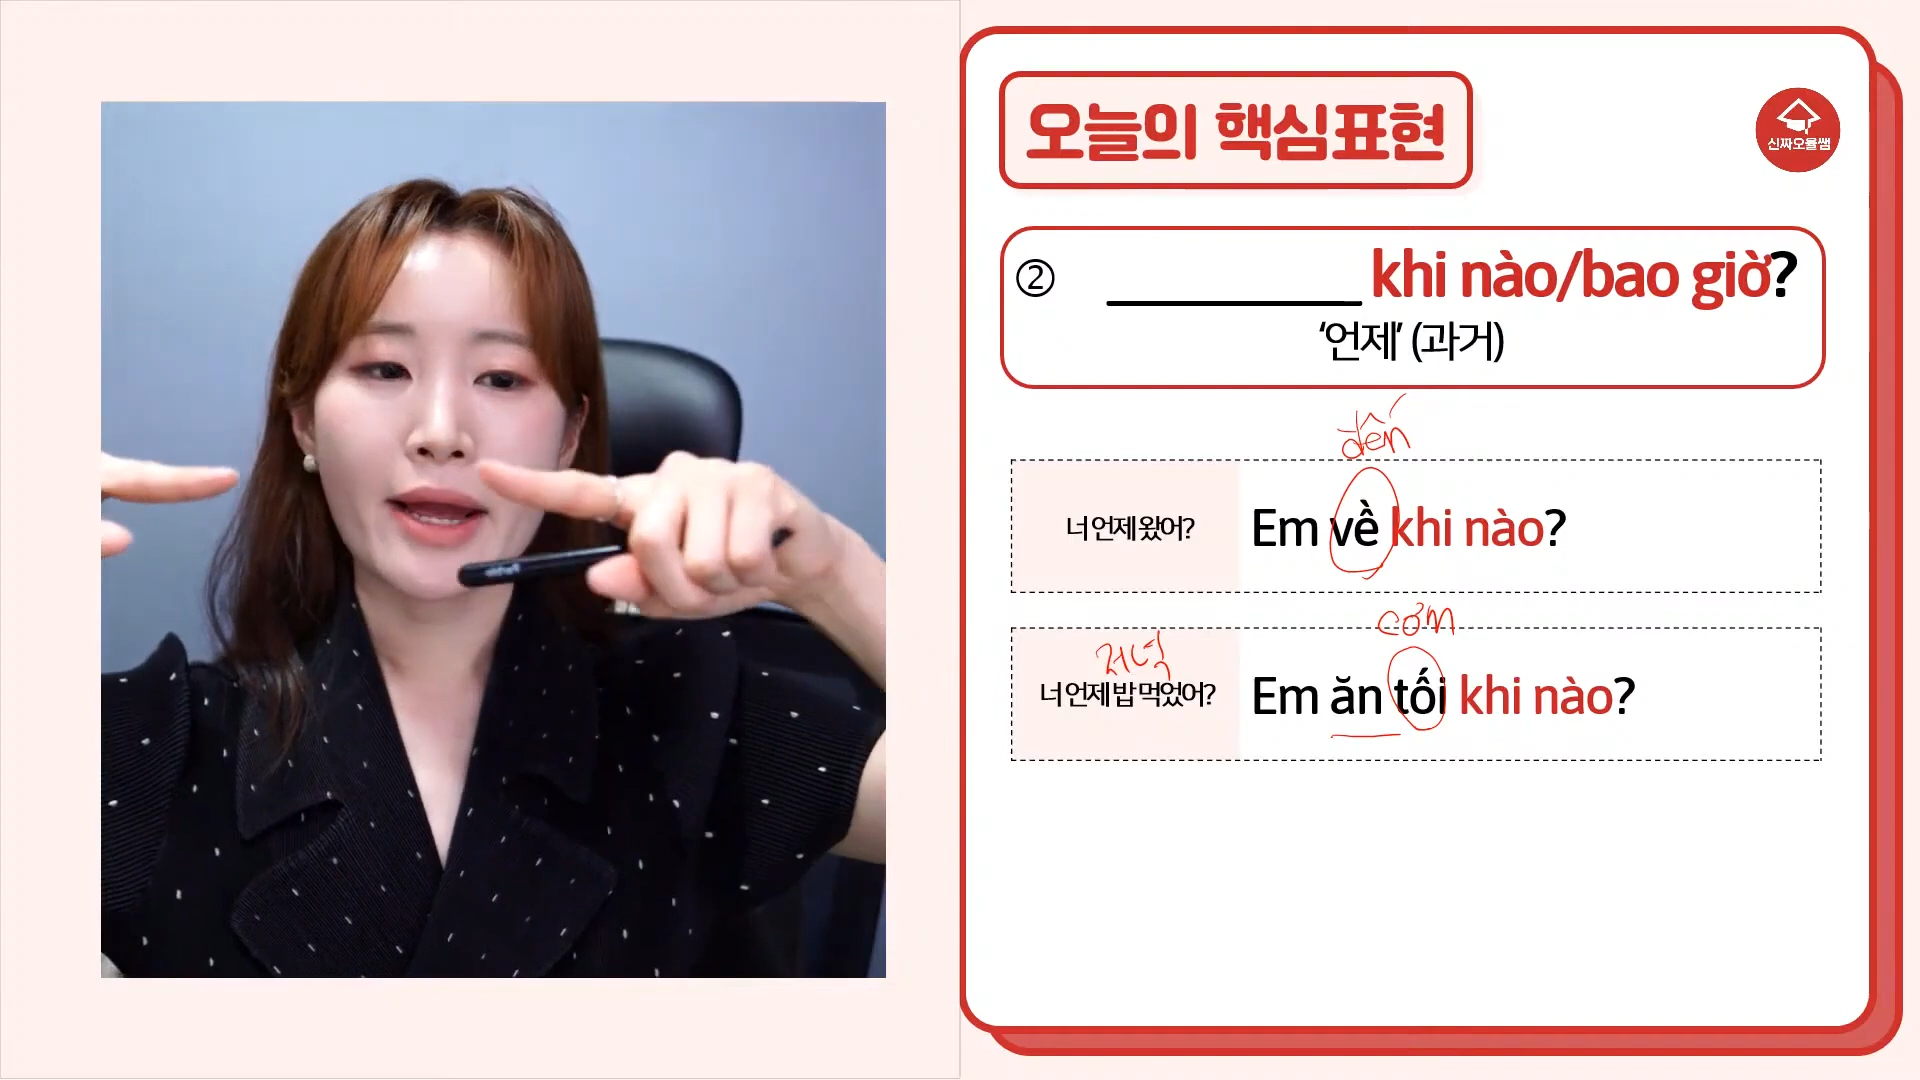 오늘의 핵심표현
신짜오율쌤
② __________ khi nào/bao giờ?
‘언제’ (과거)
đến
너 언제 왔어?
Em về khi nào?
cơm
저녁
너 언제 밥 먹었어?
Em ăn tối khi nào?